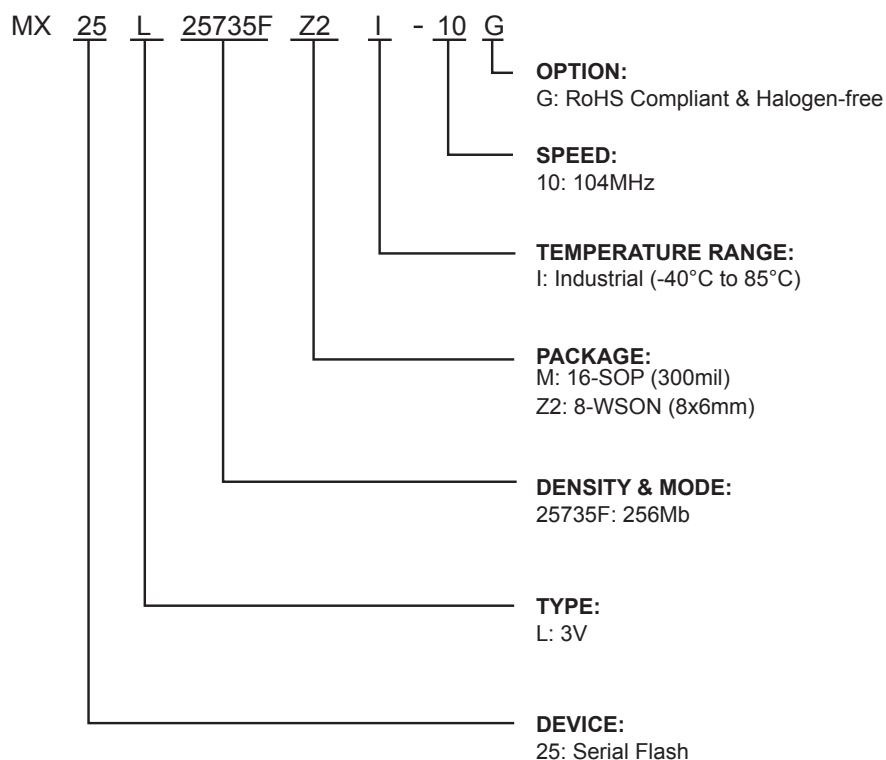 MX 25 L 25735F Z2 I - 10 G
OPTION:
G: RoHS Compliant & Halogen-free
SPEED:
10: 104MHz
TEMPERATURE RANGE:
I: Industrial (-40°C to 85°C)
PACKAGE:
M: 16-SOP (300mil)
Z2: 8-WSON (8x6mm)
DENSITY & MODE:
25735F: 256Mb
TYPE:
L: 3V
DEVICE:
25: Serial Flash